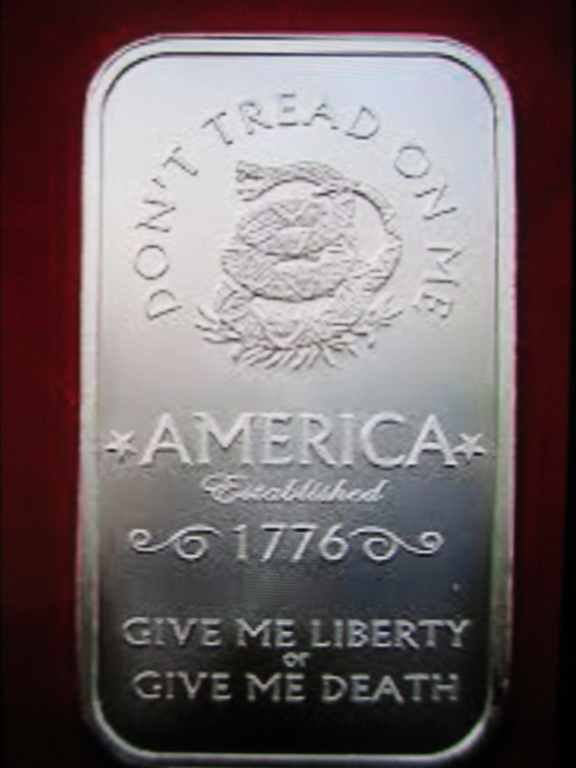 DON'T TREAD ON ME
★AMERICA★
Established
1776
GIVE ME LIBERTY
or
GIVE ME DEATH